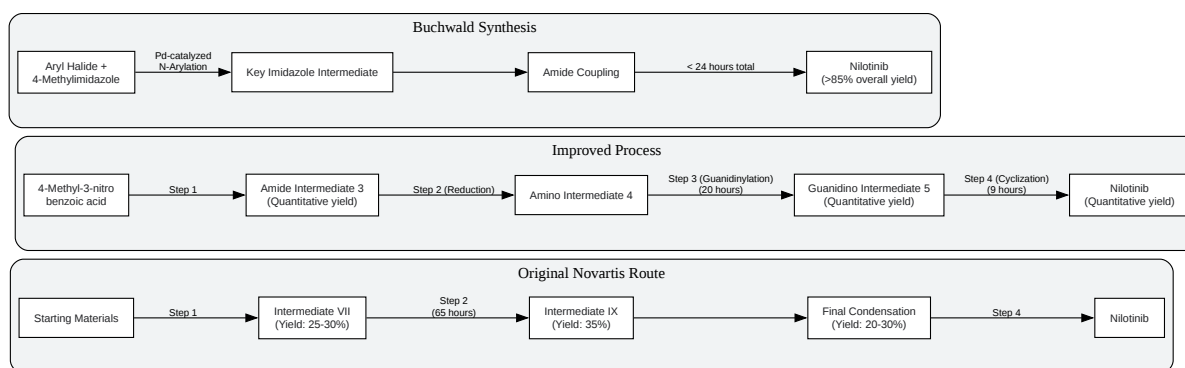 Buchwald Synthesis
Aryl Halide +
4-Methylimidazole
Pd-catalyzed
N-Arylation
Key Imidazole Intermediate
Amide Coupling
< 24 hours total
Nilotinib
(>85% overall yield)
Improved Process
4-Methyl-3-nitro
benzoic acid
Step 1
Amide Intermediate 3
(Quantitative yield)
Step 2 (Reduction)
Amino Intermediate 4
Step 3 (Guanidinylation)
(20 hours)
Guanidino Intermediate 5
(Quantitative yield)
Step 4 (Cyclization)
(9 hours)
Nilotinib
(Quantitative yield)
Original Novartis Route
Starting Materials
Step 1
Intermediate VII
(Yield: 25-30%)
Step 2
(65 hours)
Intermediate IX
(Yield: 35%)
Final Condensation
(Yield: 20-30%)
Step 4
Nilotinib